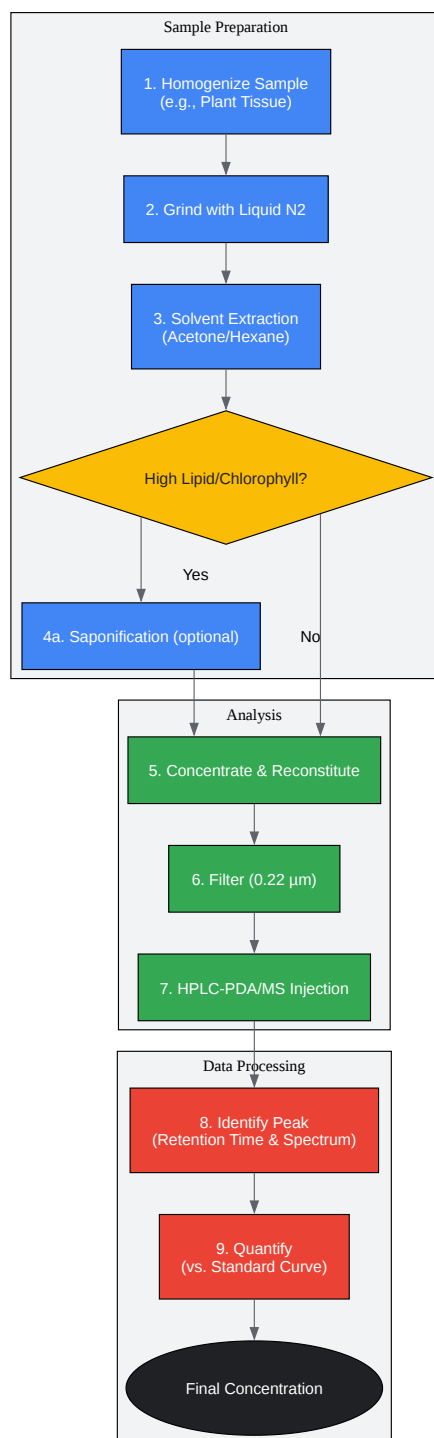 Sample Preparation
1. Homogenize Sample
(e.g., Plant Tissue)
2. Grind with Liquid N2
3. Solvent Extraction
(Acetone/Hexane)
High Lipid/Chlorophyll?
Yes
4a. Saponification (optional)
No
Analysis
5. Concentrate & Reconstitute
6. Filter (0.22 µm)
7. HPLC-PDA/MS Injection
Data Processing
8. Identify Peak
(Retention Time & Spectrum)
9. Quantify
(vs. Standard Curve)
Final Concentration